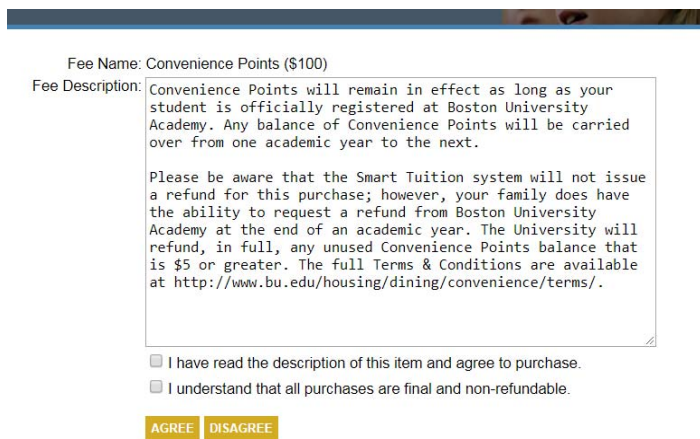 Fee Name: Convenience Points ($100)
Fee Description:
Convenience Points will remain in effect as long as your
student is officially registered at Boston University
Academy. Any balance of Convenience Points will be carried
over from one academic year to the next.
Please be aware that the Smart Tuition system will not issue
a refund for this purchase; however, your family does have
the ability to request a refund from Boston University
Academy at the end of an academic year. The University will
refund, in full, any unused Convenience Points balance that
is $5 or greater. The full Terms & Conditions are available
at http://www.bu.edu/housing/dining/convenience/terms/.
I have read the description of this item and agree to purchase.
I understand that all purchases are final and non-refundable.
AGREE DISAGREE